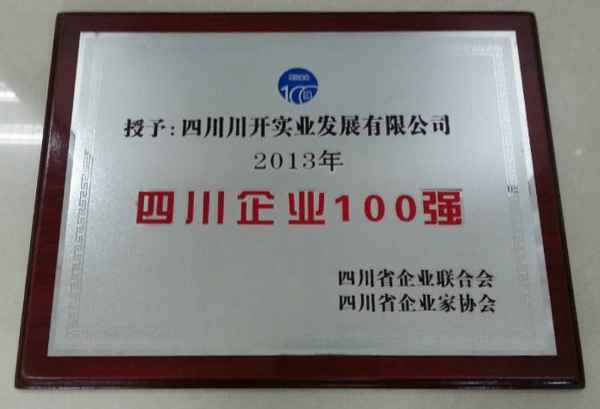 100
授予：四川川开实业发展有限公司
2013年
四川企业100强
四川省企业联合会
四川省企业家协会